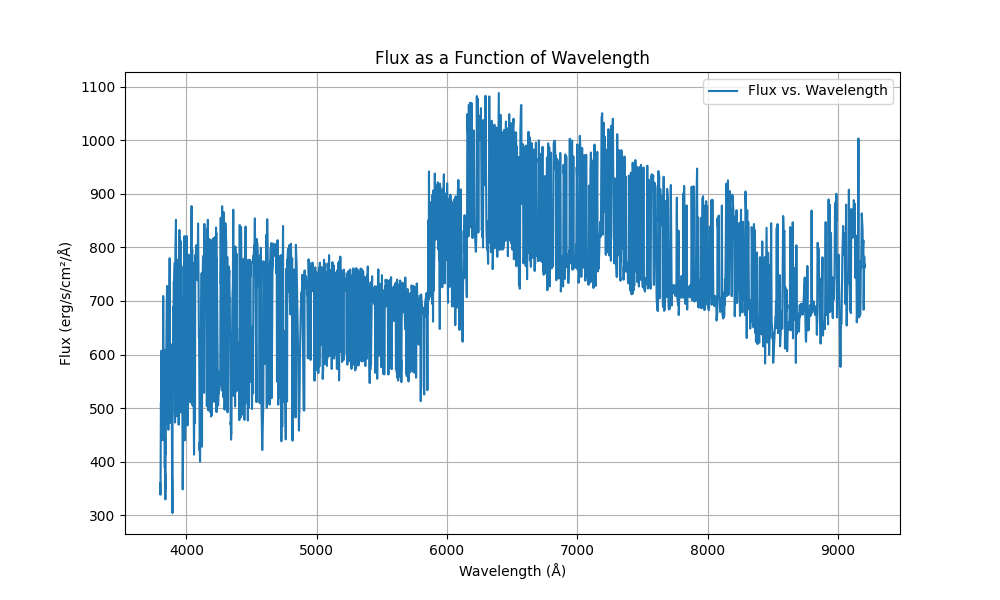 Flux as a Function of Wavelength
Flux vs. Wavelength
Flux (erg/s/cm²/Å)
1100
1000
900
800
700
600
500
400
300
4000 5000 6000 7000 8000 9000
Wavelength (Å)